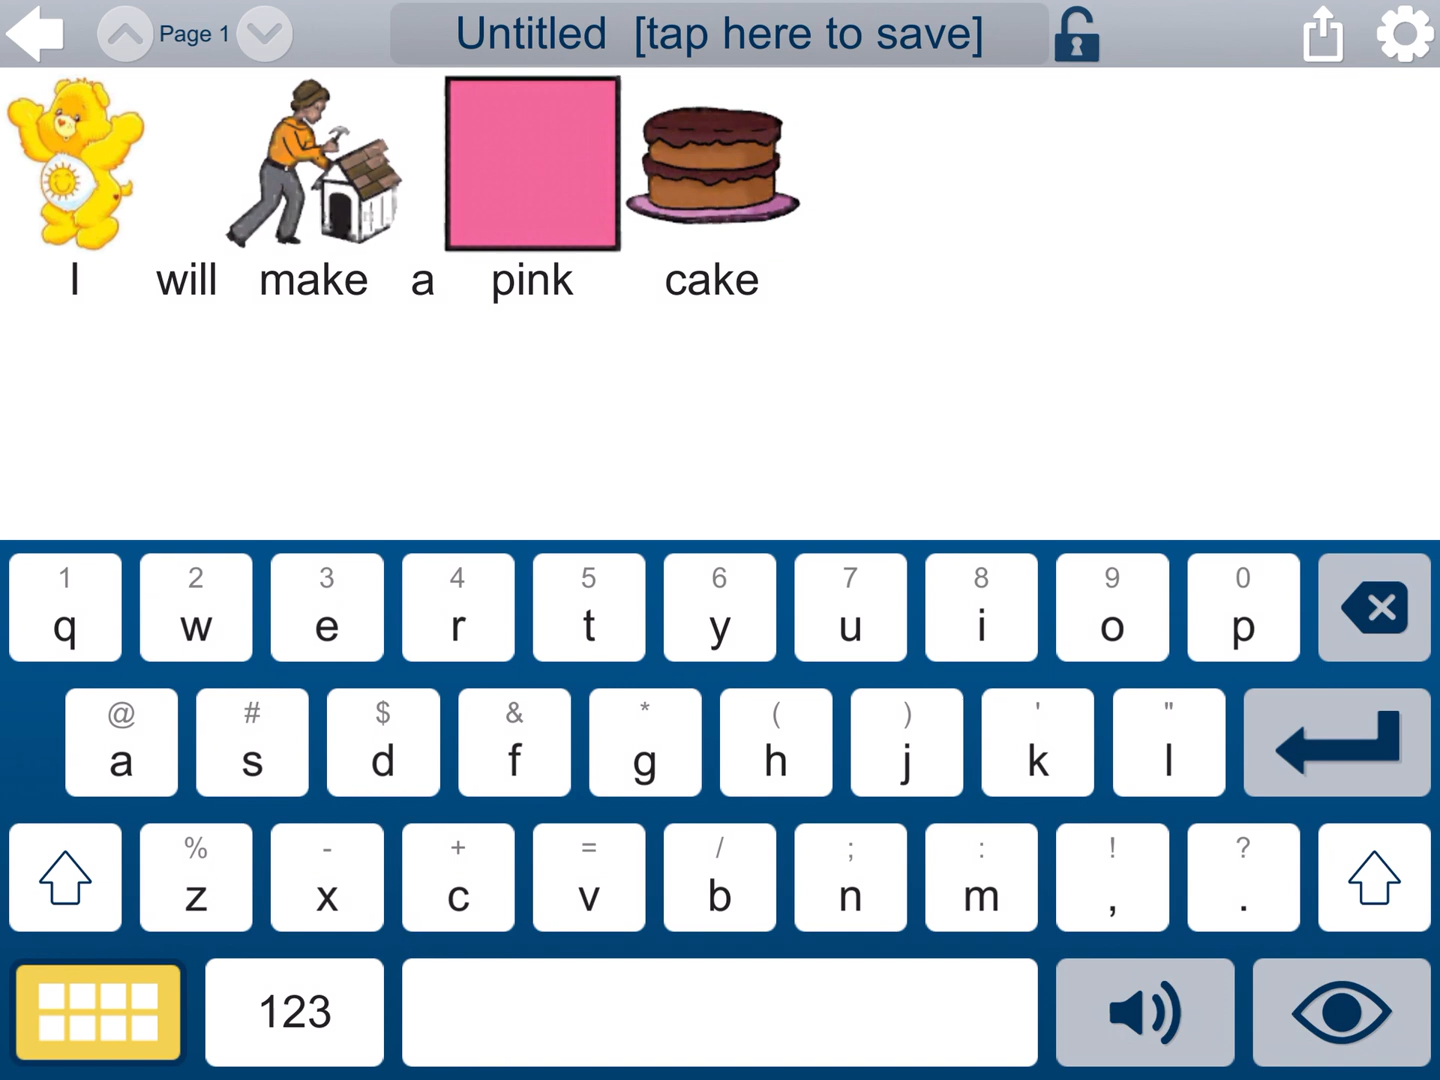 Page 1 Untitled [tap here to save]
I will make a pink cake
1 2 3 4 5 6 7 8 9 0
q w e r t y u i o p
@ # $ & * ( ) ' "
a s d f g h j k l
% - + = / ; : ! ?
z x c v b n m , .
123